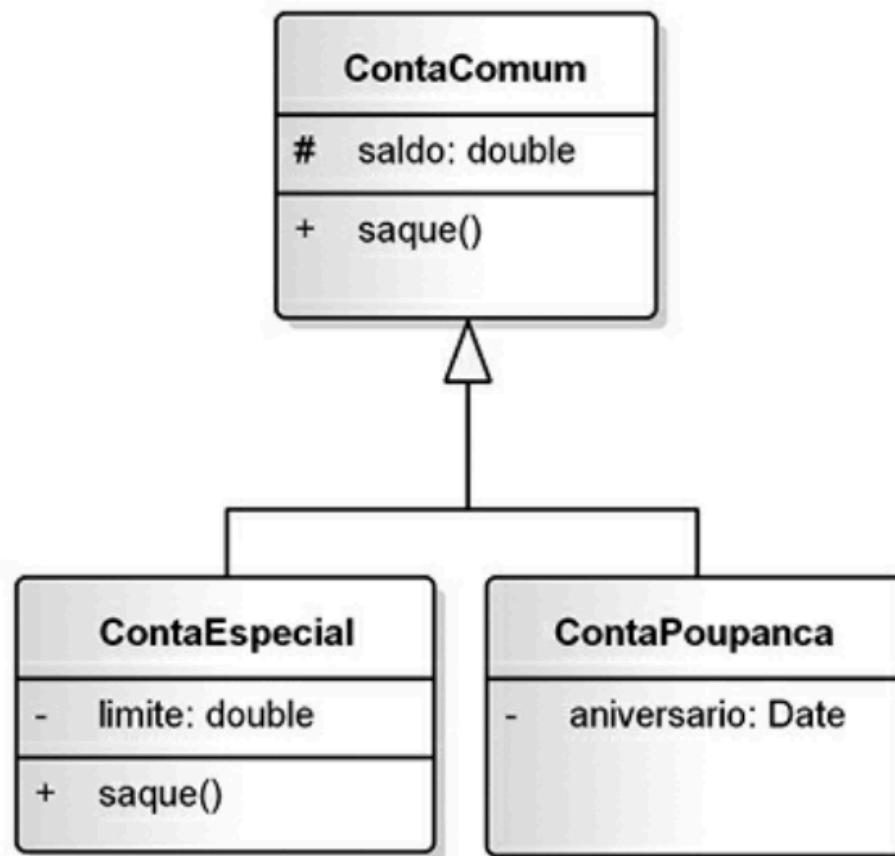 ContaComum
# saldo: double
+ saque()
ContaEspecial
- limite: double
+ saque()
ContaPoupanca
- aniversario: Date